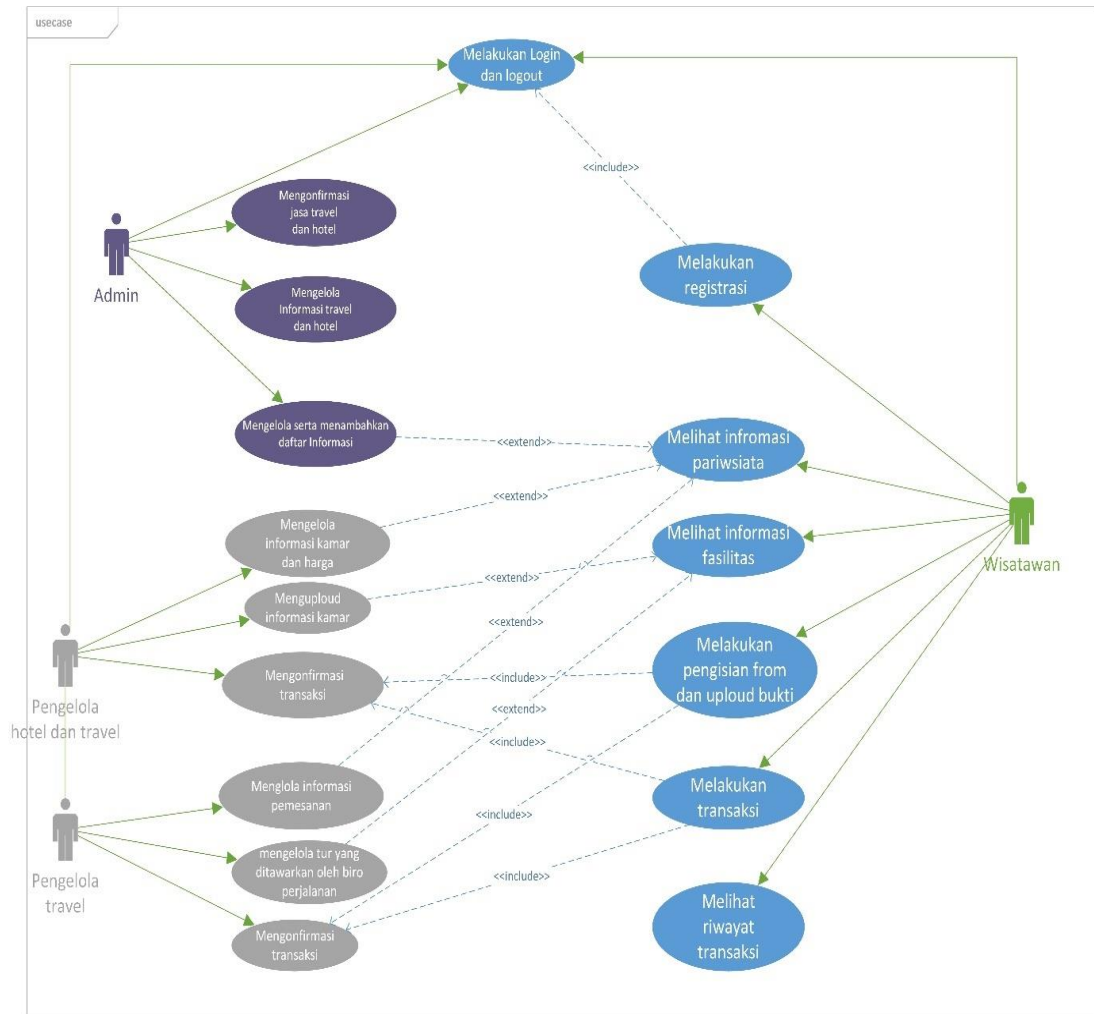 usecase
Melakukan Login
dan logout
<<include>>
Mengonfirmasi
jasa travel
dan hotel
Admin
Melakukan
registrasi
Mengelola
Informasi travel
dan hotel
Mengelola serta menambahkan
daftar Informasi
<<extend>>
Melihat infromasi
pariwsiata
<<extend>>
Mengelola
informasi kamar
dan harga
Melihat informasi
fasilitas
Wisatawan
<<extend>>
Menguploud
informasi kamar
<<extend>>
Pengelola
hotel dan travel
Mengonfirmasi
transaksi
<<include>>
Melakukan
pengisian from
dan uploud bukti
<<extend>>
<<include>>
Menglola informasi
pemesanan
Melakukan
transaksi
<<include>>
Pengelola
travel
mengelola tur yang
ditawarkan oleh biro
perjalanan
<<include>>
Mengonfirmasi
transaksi
Melihat
riwayat
transaksi